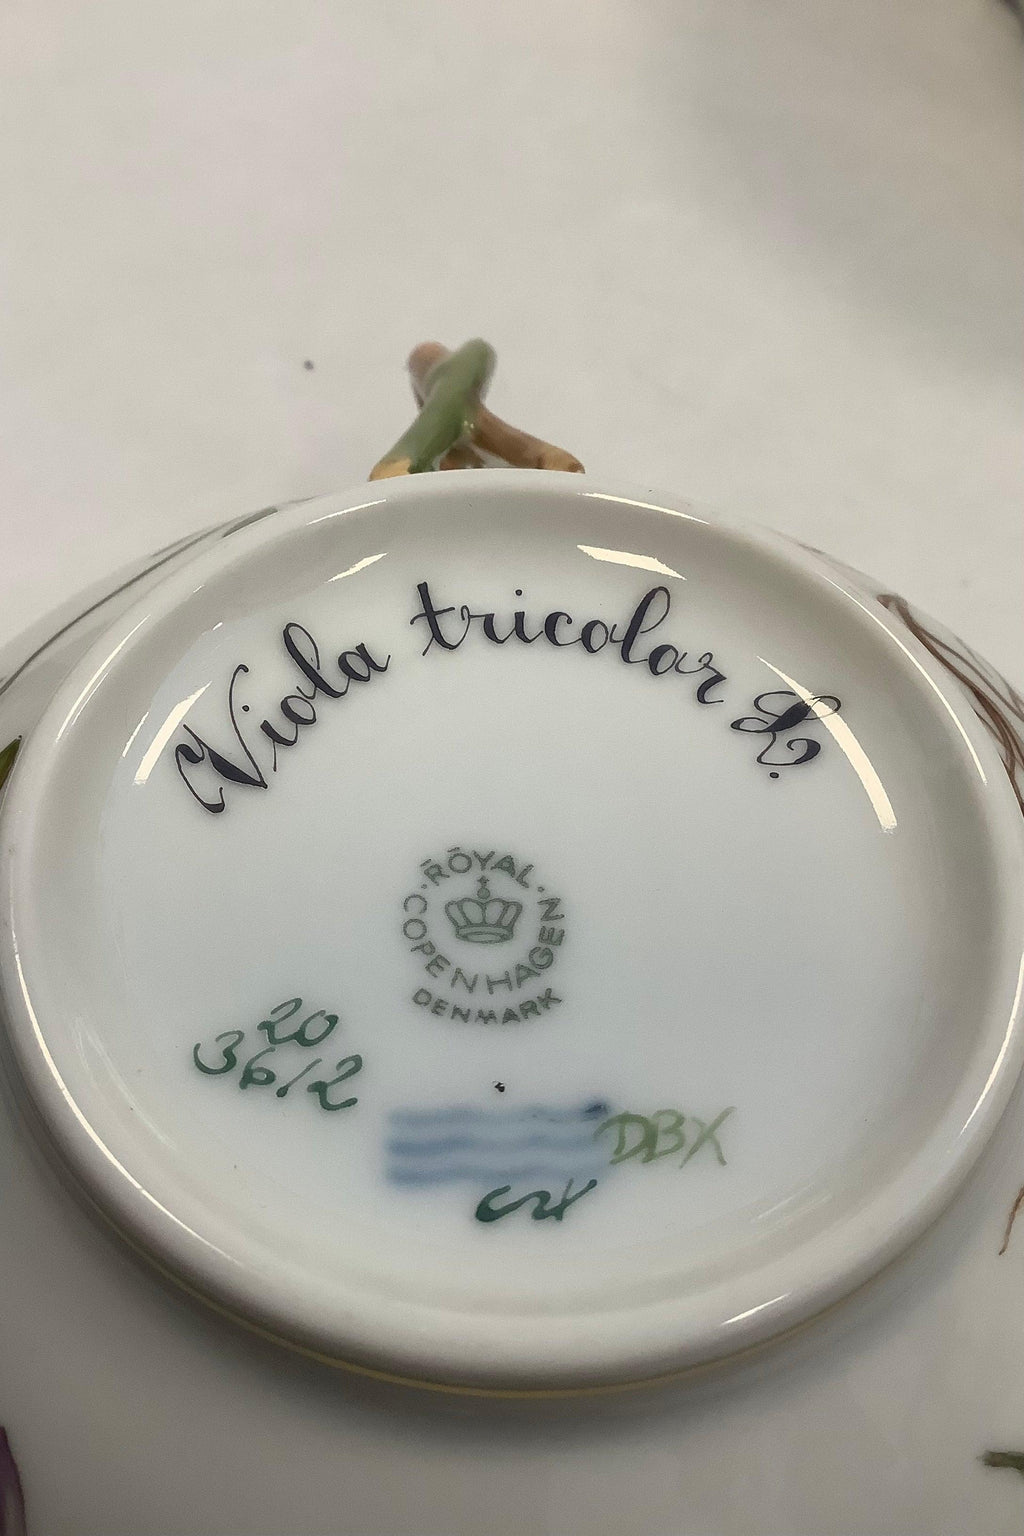 Viola tricolor L.
ROYAL
COPENHAGEN
DENMARK
20
3612
DBX